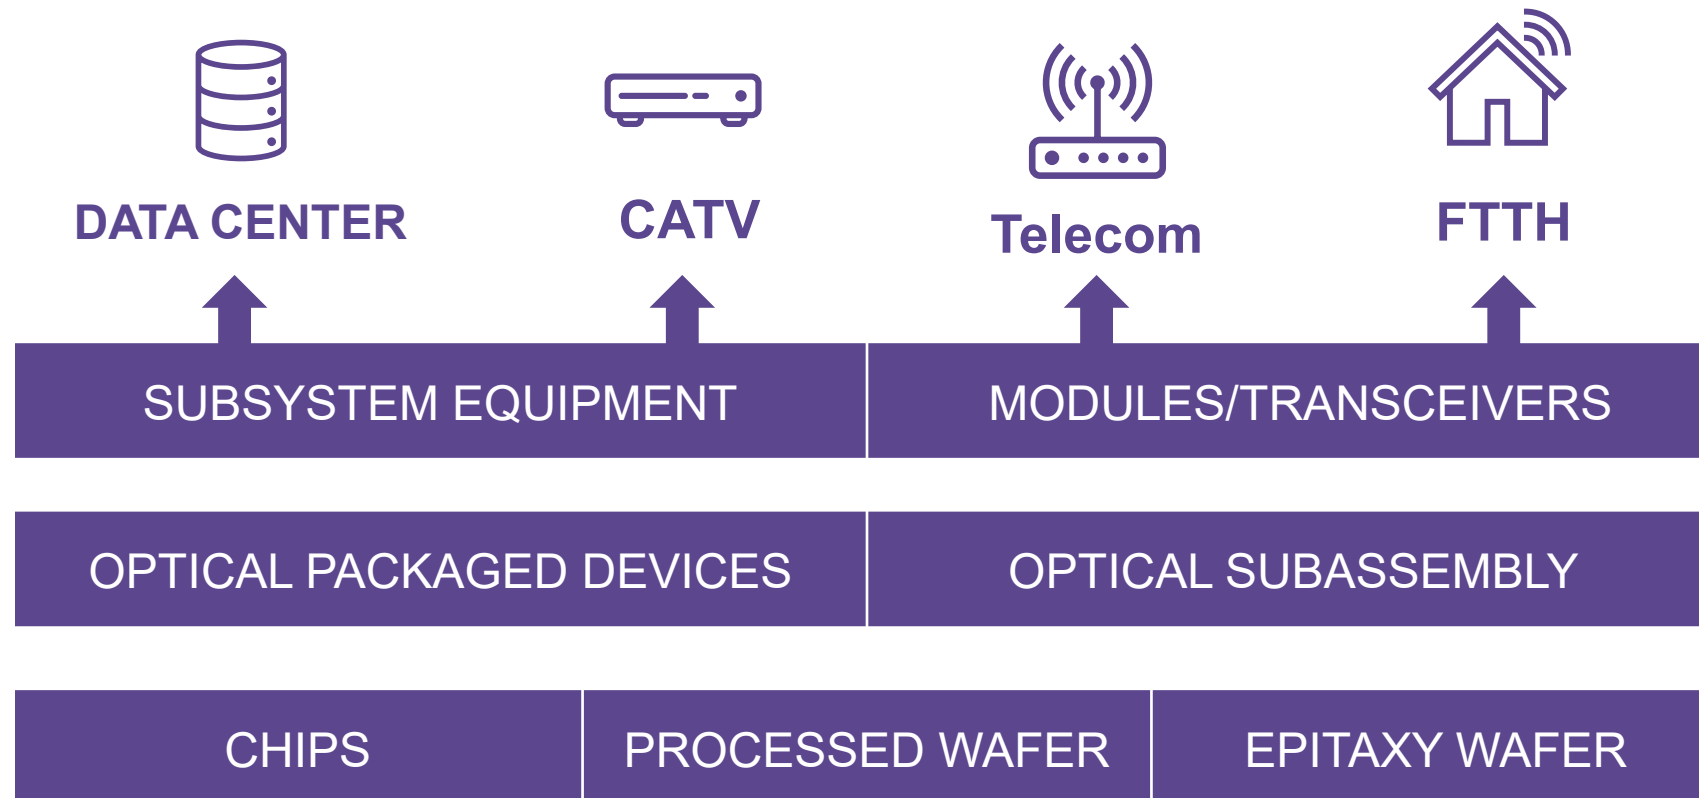 DATA CENTER
CATV
Telecom
FTTH
SUBSYSTEM EQUIPMENT
MODULES/TRANSCEIVERS
OPTICAL PACKAGED DEVICES
OPTICAL SUBASSEMBLY
CHIPS
PROCESSED WAFER
EPITAXY WAFER